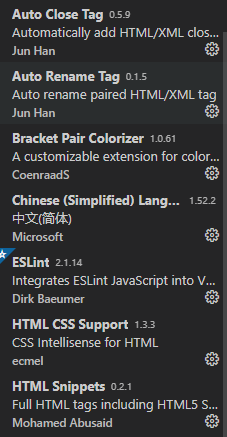 Auto Close Tag 0.5.9
Automatically add HTML/XML clos...
Jun Han
Auto Rename Tag 0.1.5
Auto rename paired HTML/XML tag
Jun Han
Bracket Pair Colorizer 1.0.61
A customizable extension for color...
CoenraadS
Chinese (Simplified) Lang... 1.52.2
中文(简体)
Microsoft
ESLint 2.1.14
Integrates ESLint JavaScript into V...
Dirk Baeumer
HTML CSS Support 1.3.3
CSS Intellisense for HTML
ecmel
HTML Snippets 0.2.1
Full HTML tags including HTML5 S...
Mohamed Abusaid